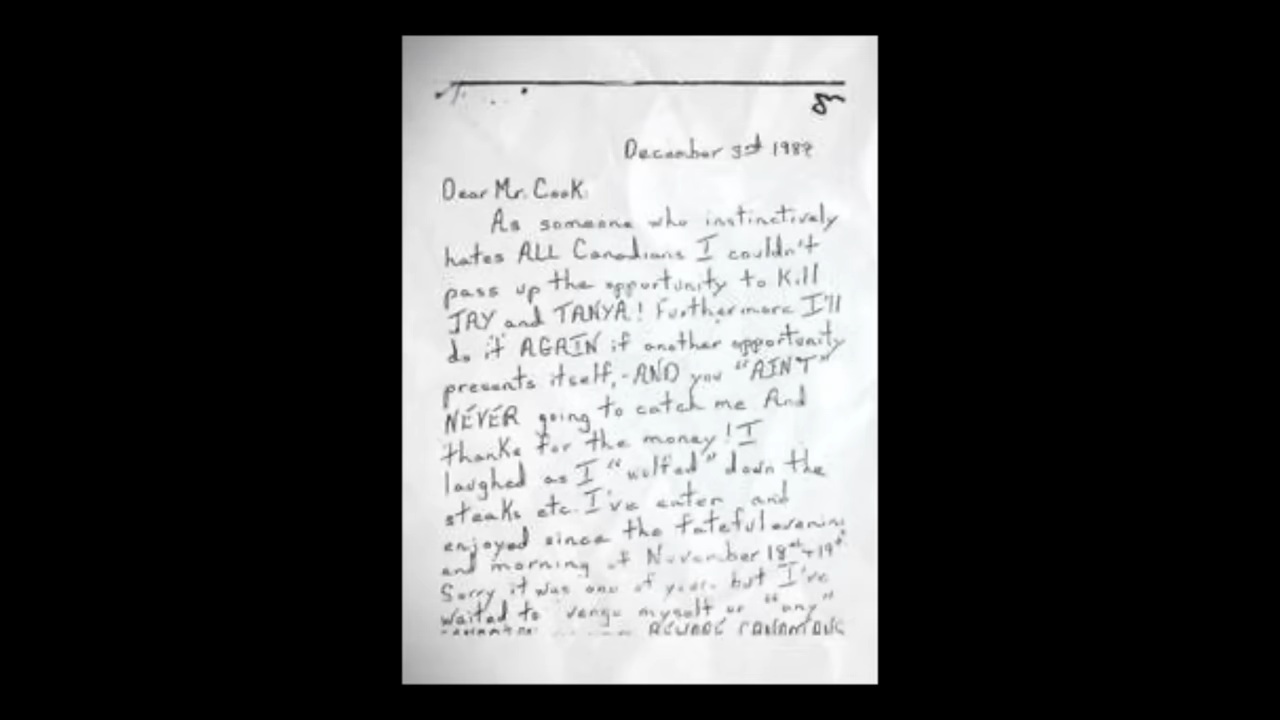 December 3rd 1987
Dear Mr. Cook.
As someone who instinctively
hates ALL Canadians I couldn't
pass up the opportunity to Kill
JAY and TANYA! Furthermore I'll
do it AGAIN if another opportunity
presents itself,-AND you "AIN'T"
NEVER going to catch me And
thanks for the money! I
laughed as I "wolfed" down the
steaks etc. I've eaten and
enjoyed since the fateful evening
and morning of November 18th + 19th
Sorry it was one of yours but I've
waited to venge myself on "any"
CANADIANS